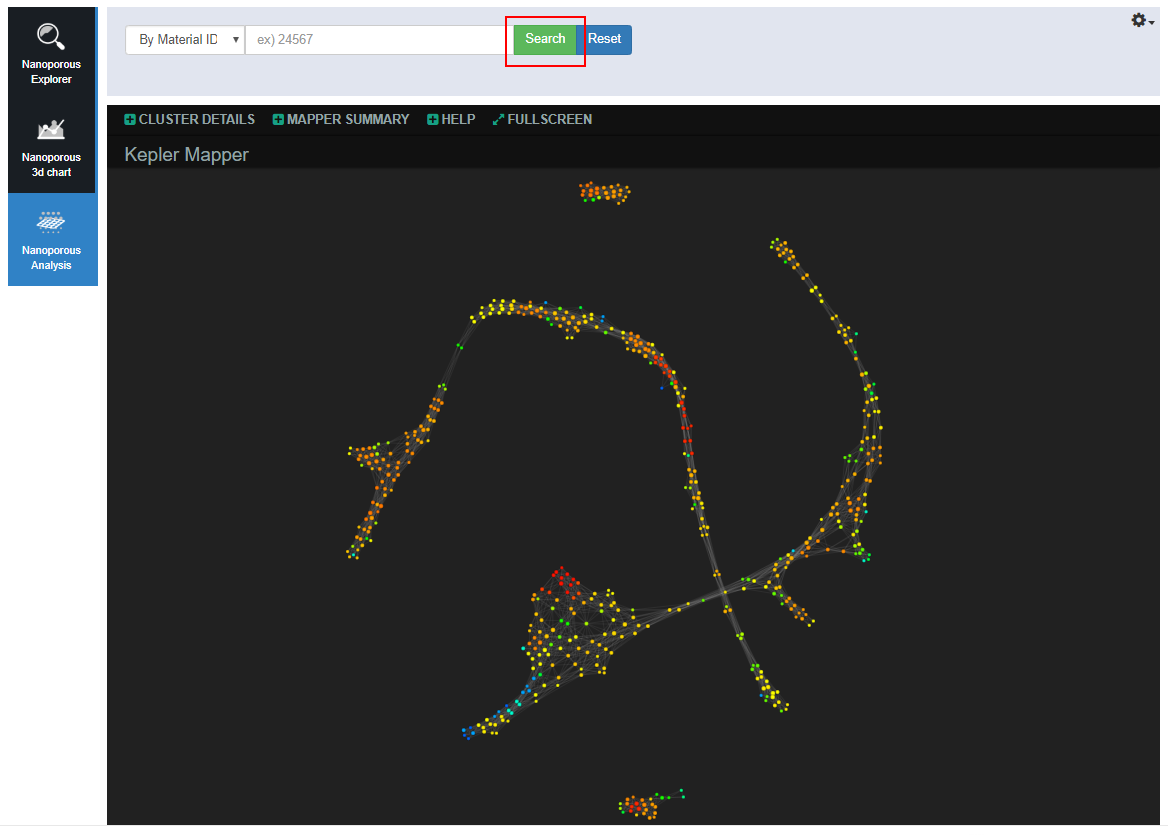 Nanoporous
Explorer
Nanoporous
3d chart
Nanoporous
Analysis
By Material ID ex) 24567 Search Reset
CLUSTER DETAILS MAPPER SUMMARY HELP FULLSCREEN
Kepler Mapper